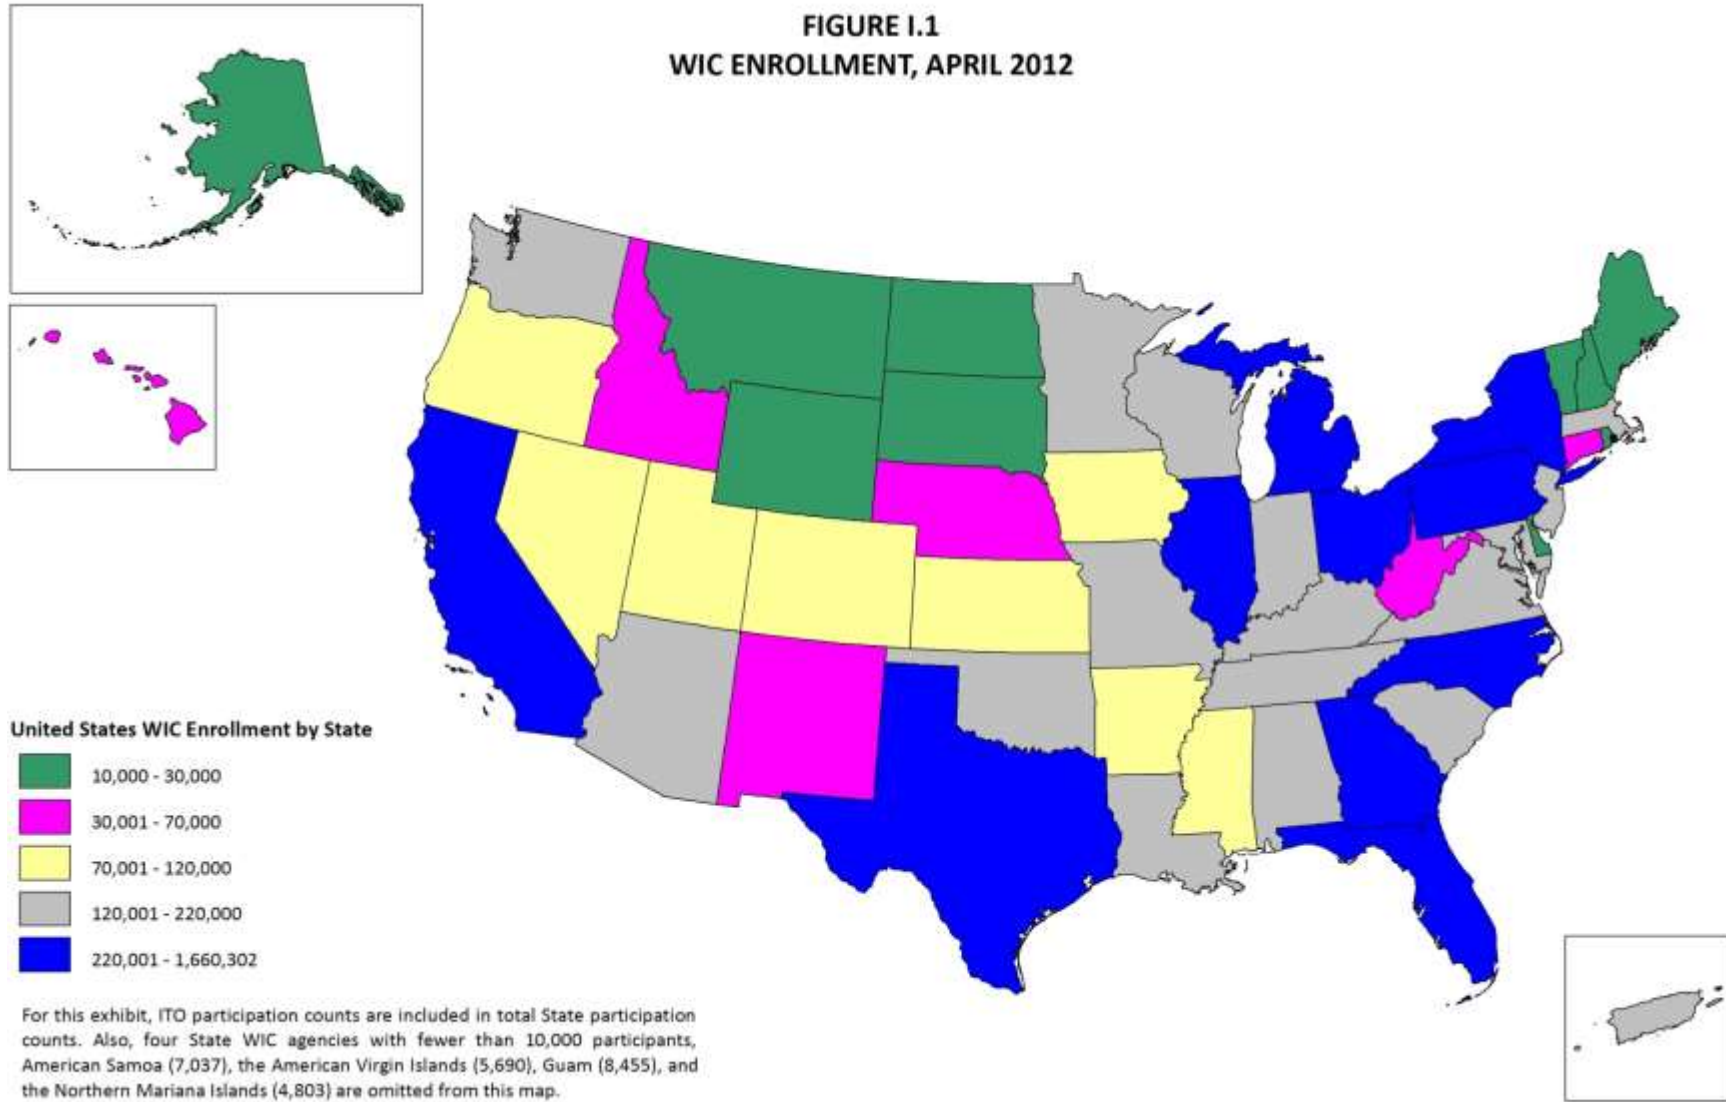 FIGURE I.1
WIC ENROLLMENT, APRIL 2012
United States WIC Enrollment by State
10,000 - 30,000
30,001 - 70,000
70,001 - 120,000
120,001 - 220,000
220,001 - 1,660,302
For this exhibit, ITO participation counts are included in total State participation
counts. Also, four State WIC agencies with fewer than 10,000 participants,
American Samoa (7,037), the American Virgin Islands (5,690), Guam (8,455), and
the Northern Mariana Islands (4,803) are omitted from this map.